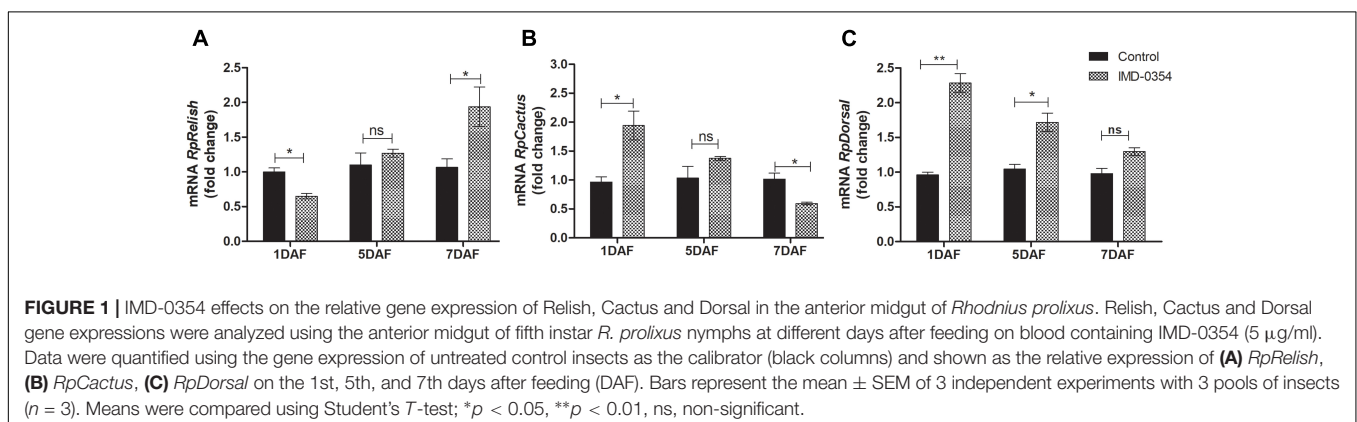 A
mRNA RpRelish
(fold change)
2.5
2.0
1.5
1.0
0.5
0.0
*
ns
*
1DAF
5DAF
7DAF
B
mRNA RpCactus
(fold change)
3.0
2.5
2.0
1.5
1.0
0.5
0.0
*
ns
*
1DAF
5DAF
7DAF
C
mRNA RpDorsal
(fold change)
2.5
2.0
1.5
1.0
0.5
0.0
**
*
ns
1DAF
5DAF
7DAF
Control
IMD-0354
FIGURE 1 | IMD-0354 effects on the relative gene expression of Relish, Cactus and Dorsal in the anterior midgut of Rhodnius prolixus. Relish, Cactus and Dorsal
gene expressions were analyzed using the anterior midgut of fifth instar R. prolixus nymphs at different days after feeding on blood containing IMD-0354 (5 μg/ml).
Data were quantified using the gene expression of untreated control insects as the calibrator (black columns) and shown as the relative expression of (A) RpRelish,
(B) RpCactus, (C) RpDorsal on the 1st, 5th, and 7th days after feeding (DAF). Bars represent the mean ± SEM of 3 independent experiments with 3 pools of insects
(n = 3). Means were compared using Student's T-test; *p < 0.05, **p < 0.01, ns, non-significant.